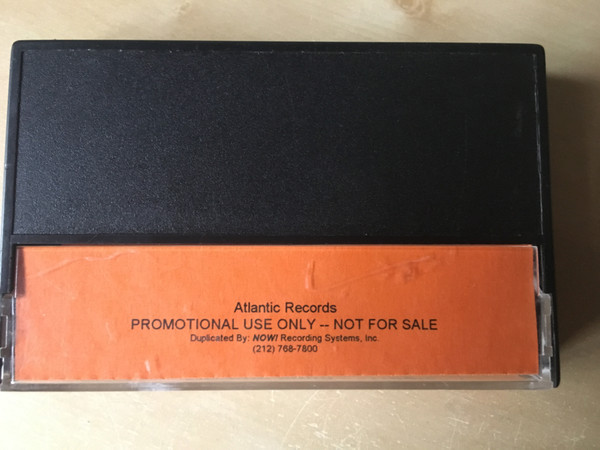 Atlantic Records
PROMOTIONAL USE ONLY -- NOT FOR SALE
Duplicated By: NOW! Recording Systems, Inc.
(212) 768-7800